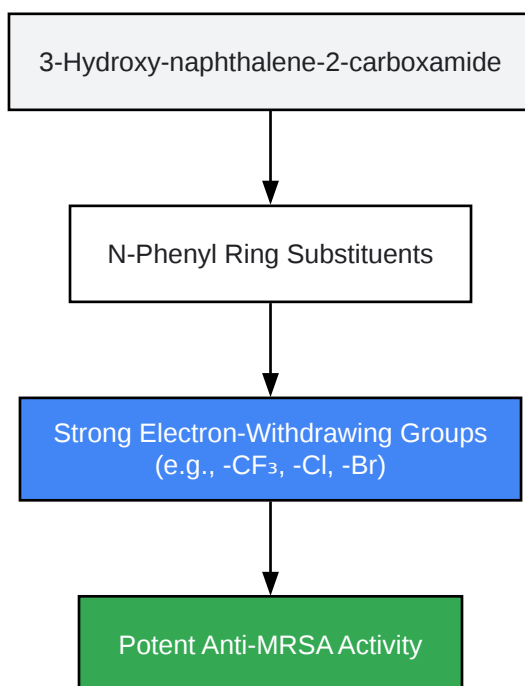 3-Hydroxy-naphthalene-2-carboxamide
N-Phenyl Ring Substituents
Strong Electron-Withdrawing Groups
(e.g., -CF₃, -Cl, -Br)
Potent Anti-MRSA Activity